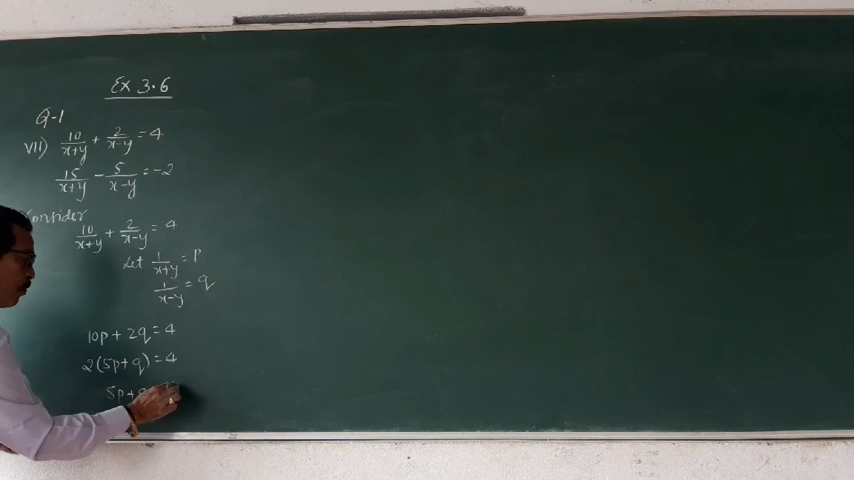 Ex 3.6
Q-1
VII) 10/(x+y) + 2/(x-y) = 4
15/(x+y) - 5/(x-y) = -2
Consider
10/(x+y) + 2/(x-y) = 4
Let 1/(x+y) = P
1/(x-y) = q
10p + 2q = 4
2(5p+q) = 4
5p+